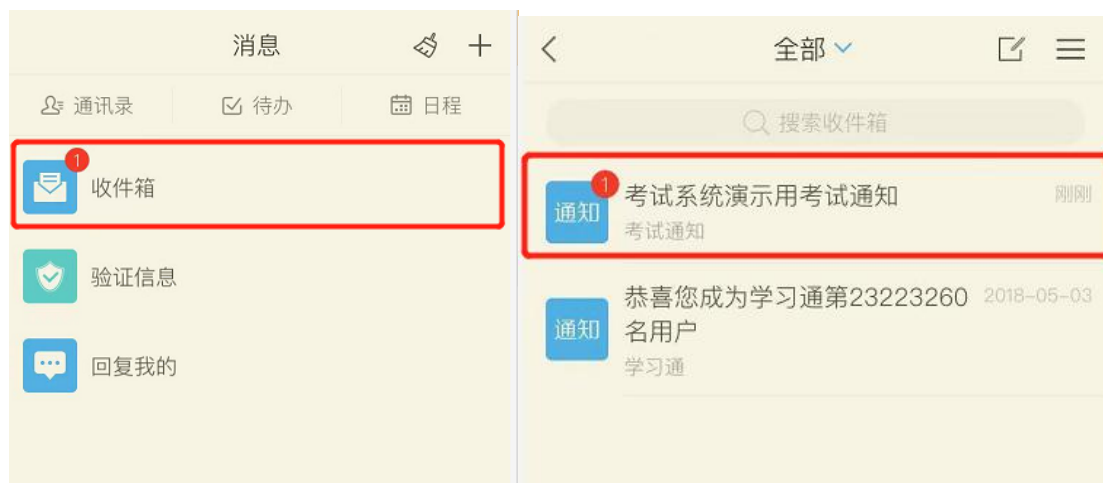 消息
通讯录
待办
日程
1
收件箱
验证信息
回复我的
全部
搜索收件箱
1
通知
考试系统演示用考试通知
刚刚
考试通知
通知
恭喜您成为学习通第23223260
2018-05-03
名用户
学习通